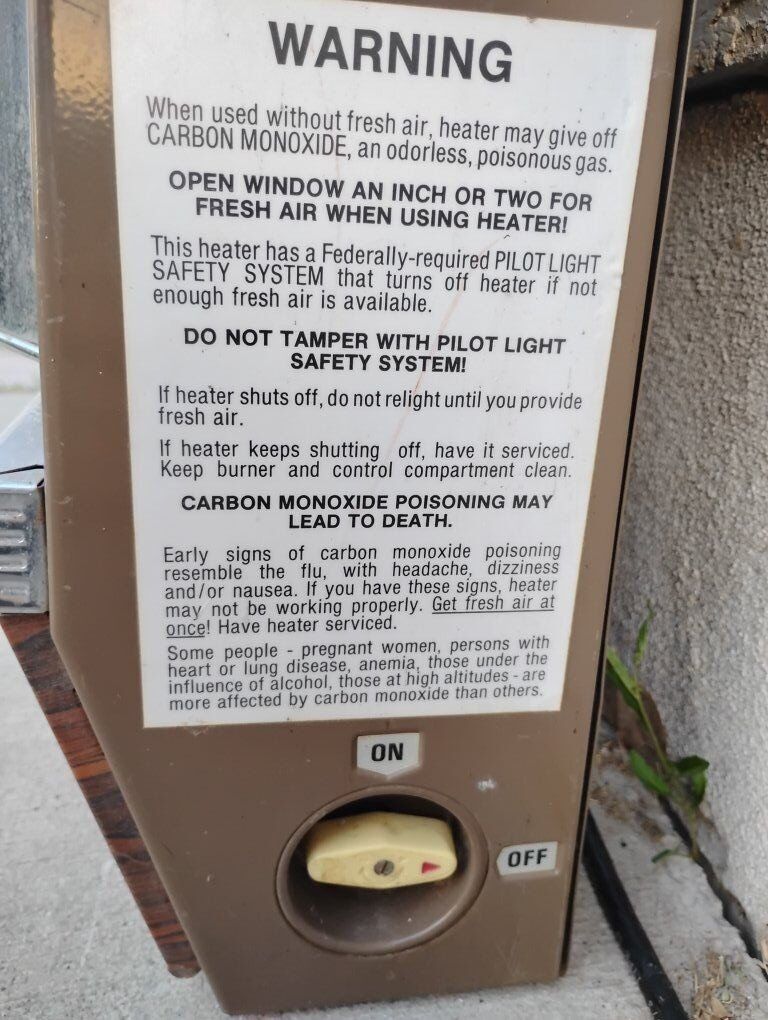 WARNING
When used without fresh air, heater may give off
CARBON MONOXIDE, an odorless, poisonous gas.
OPEN WINDOW AN INCH OR TWO FOR
FRESH AIR WHEN USING HEATER!
This heater has a Federally-required PILOT LIGHT
SAFETY SYSTEM that turns off heater if not
enough fresh air is available.
DO NOT TAMPER WITH PILOT LIGHT
SAFETY SYSTEM!
If heater shuts off, do not relight until you provide
fresh air.
If heater keeps shutting off, have it serviced.
Keep burner and control compartment clean.
CARBON MONOXIDE POISONING MAY
LEAD TO DEATH.
Early signs of carbon monoxide poisoning
resemble the flu, with headache, dizziness
and/or nausea. If you have these signs, heater
may not be working properly. Get fresh air at
once! Have heater serviced.
Some people - pregnant women, persons with
heart or lung disease, anemia, those under the
influence of alcohol, those at high altitudes - are
more affected by carbon monoxide than others.
ON
OFF